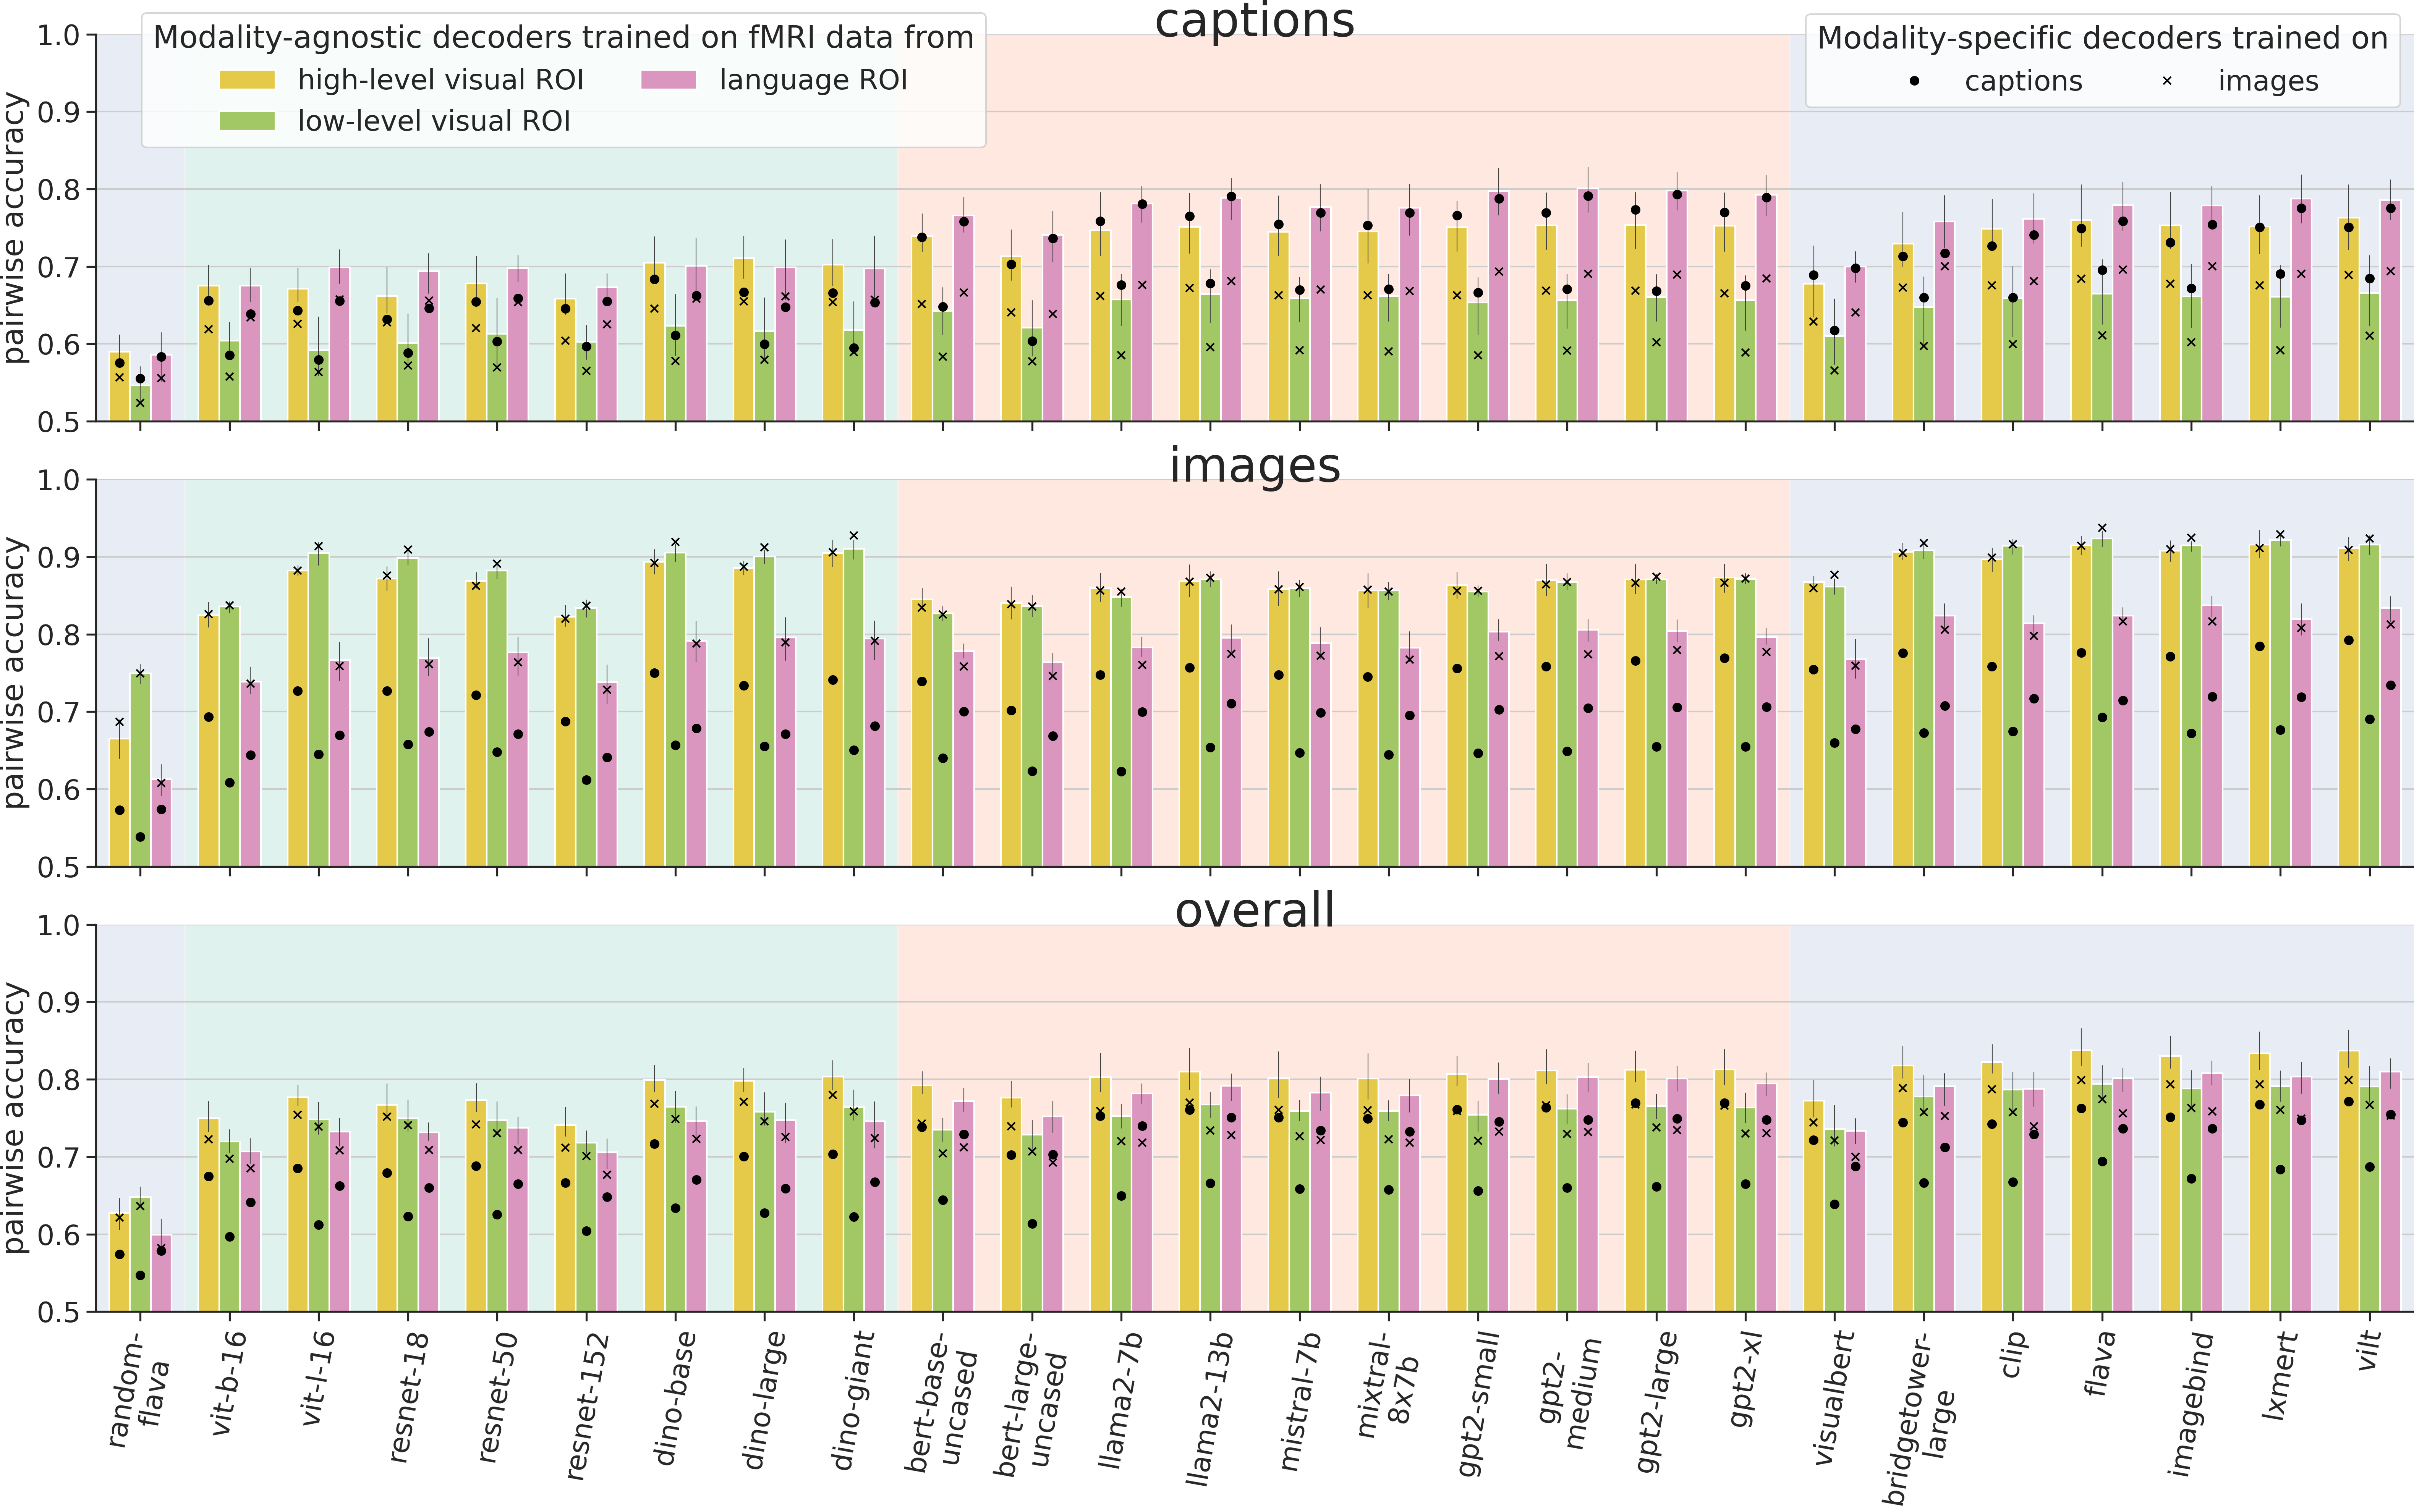 captions
Modality-agnostic decoders trained on fMRI data from
high-level visual ROI
language ROI
low-level visual ROI
Modality-specific decoders trained on
captions
images
pairwise accuracy
1.0
0.9
0.8
0.7
0.6
0.5
images
pairwise accuracy
1.0
0.9
0.8
0.7
0.6
0.5
overall
pairwise accuracy
1.0
0.9
0.8
0.7
0.6
0.5
random-
flava
vit-b-16
vit-l-16
resnet-18
resnet-50
resnet-152
dino-base
dino-large
dino-giant
bert-base-
uncased
bert-large-
uncased
llama2-7b
llama2-13b
mistral-7b
mixtral-
8x7b
gpt2-small
gpt2-
medium
gpt2-large
gpt2-xl
visualbert
bridgetower-
large
clip
flava
imagebind
lxmert
vilt